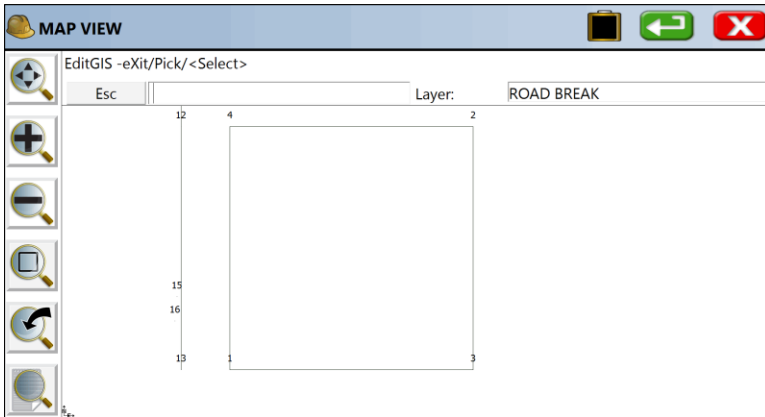 MAP VIEW
EditGIS -eXit/Pick/<Select>
Esc Layer: ROAD BREAK
12 4 2
15
16
13 1 3